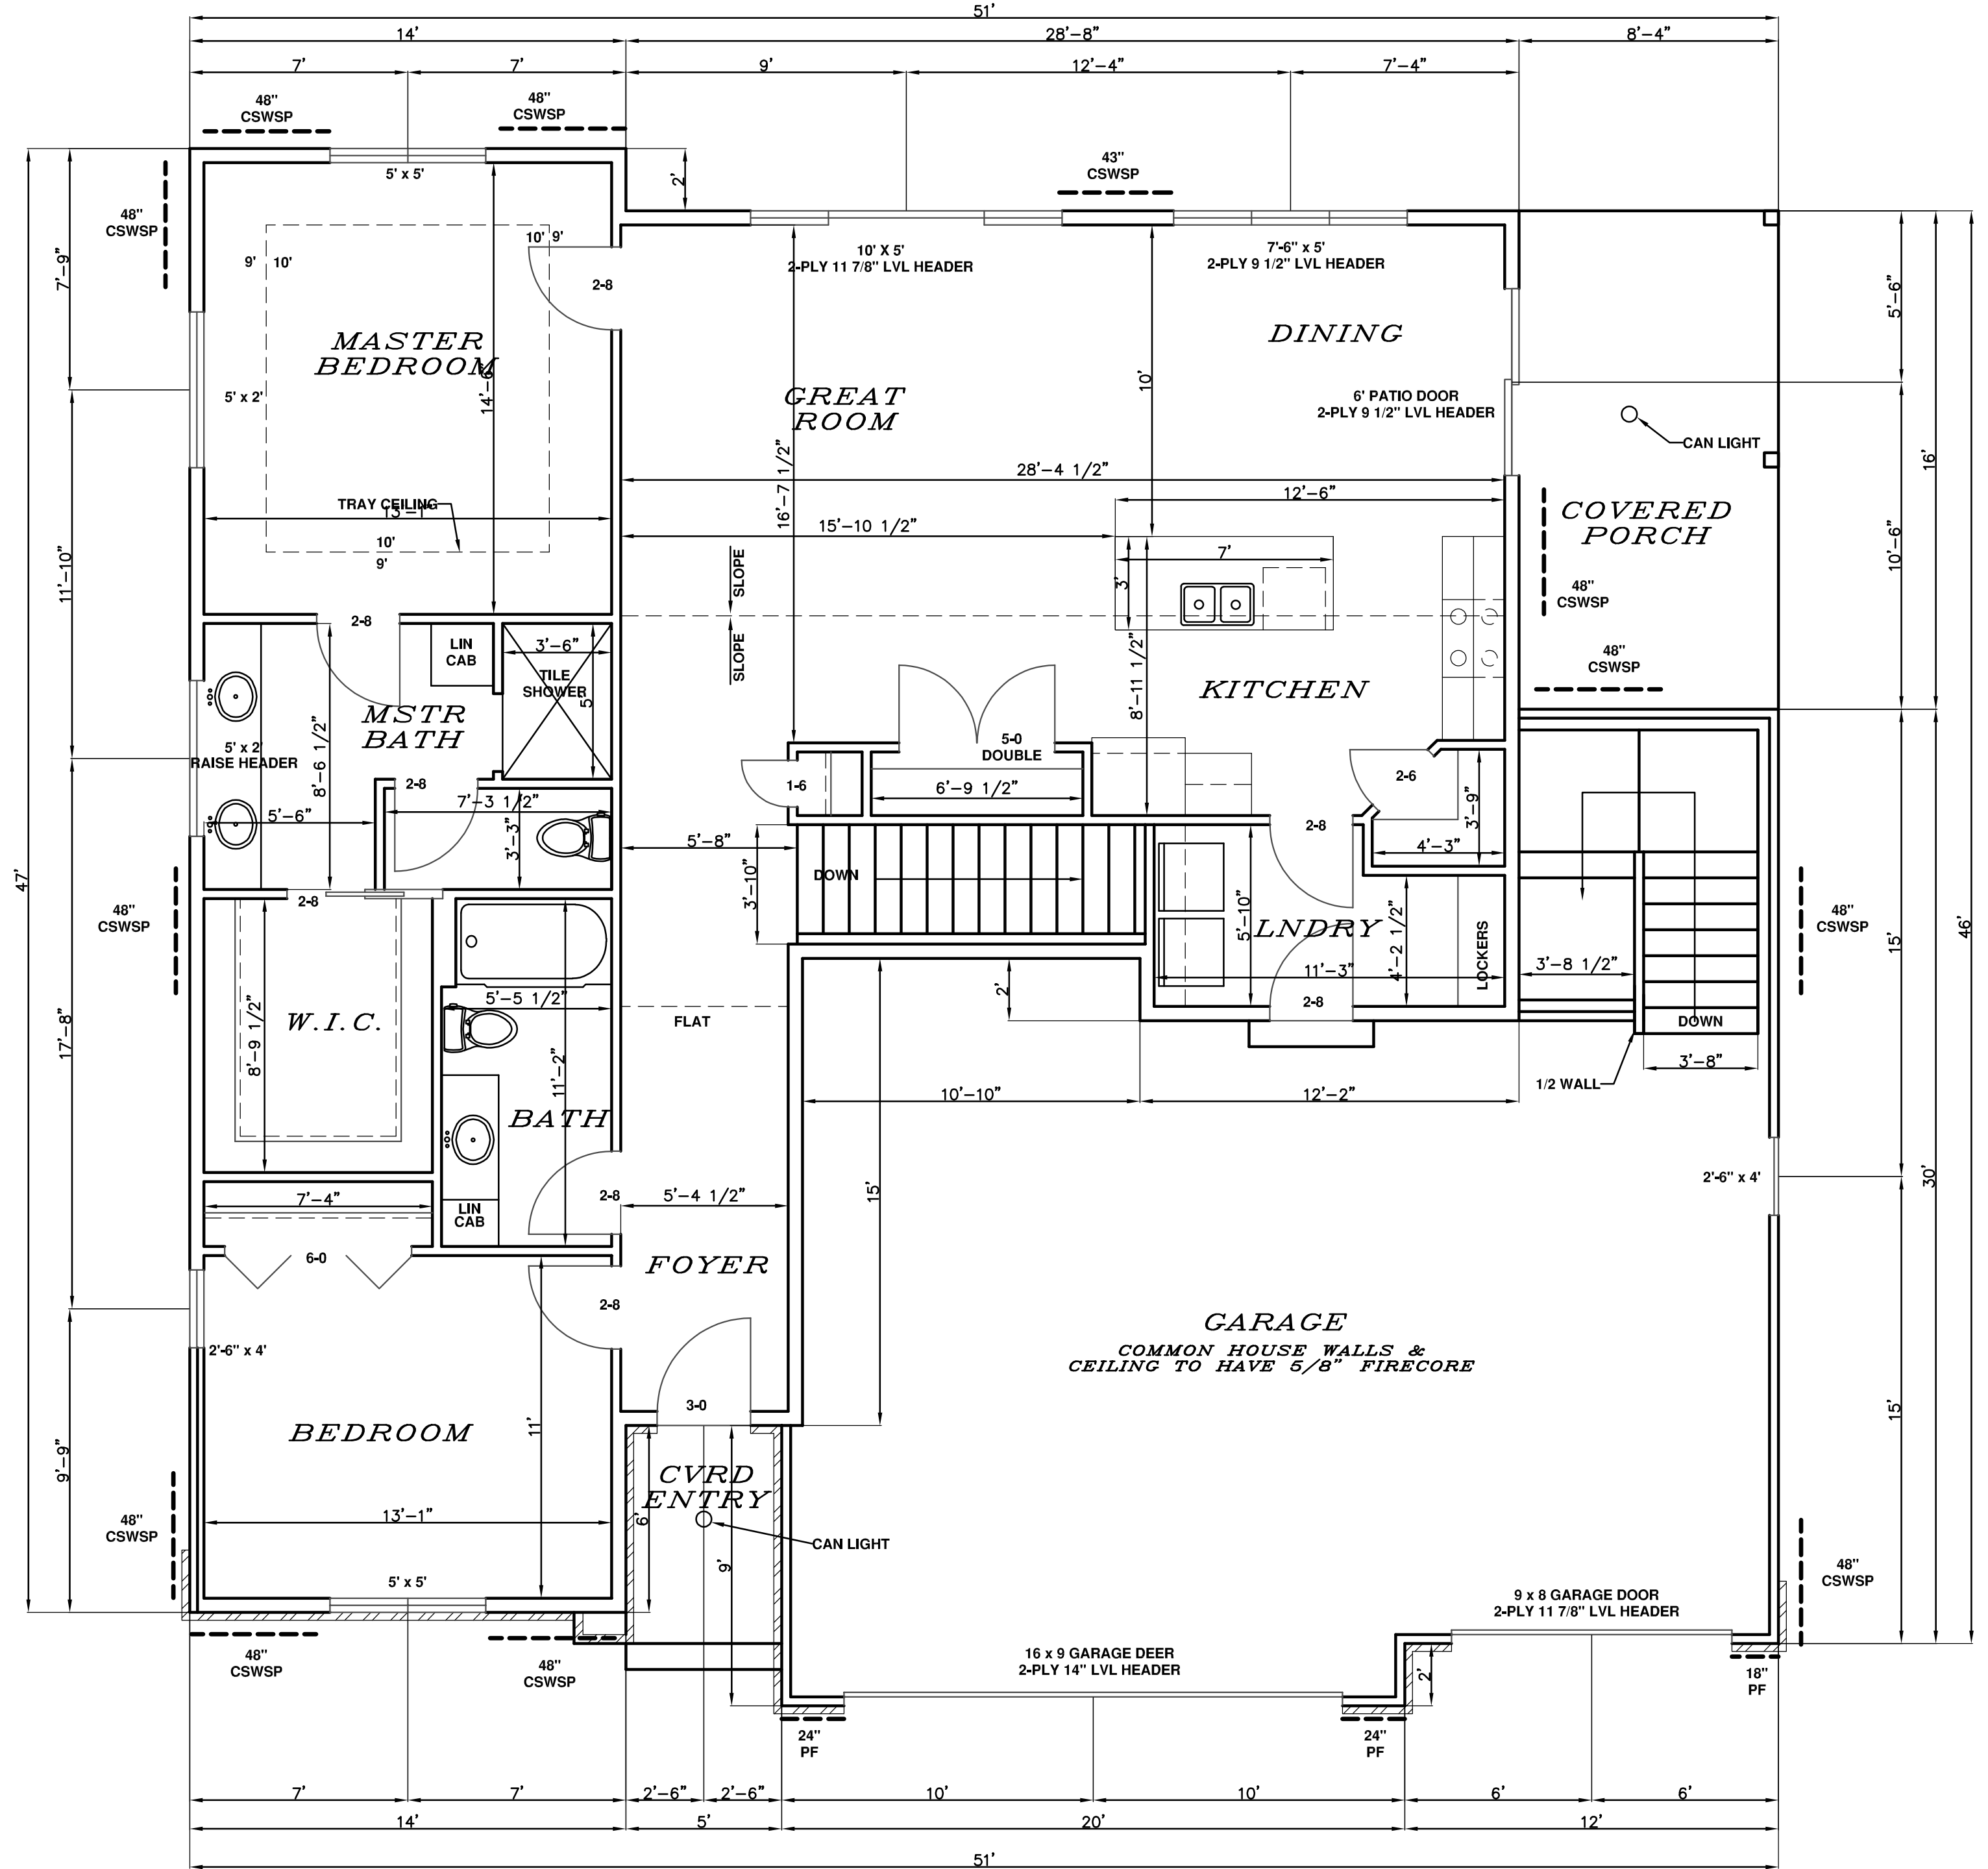 51'
14'
28'-8"
8'-4"
7'
7'
9'
12'-4"
7'-4"
48"
CSWSP
48"
CSWSP
43"
CSWSP
5' x 5'
2'
48"
CSWSP
7'-9"
10' 9'
9' 10'
2-8
10' X 5'
2-PLY 11 7/8" LVL HEADER
7'-6" x 5'
2-PLY 9 1/2" LVL HEADER
5'-6"
MASTER
BEDROOM
14'-6"
DINING
10'
5' x 2'
GREAT
ROOM
6' PATIO DOOR
2-PLY 9 1/2" LVL HEADER
CAN LIGHT
16'
16'-7 1/2"
28'-4 1/2"
12'-6"
TRAY CEILING
13'-1"
15'-10 1/2"
COVERED
PORCH
10'
9'
11'-10"
SLOPE
SLOPE
7'
3'
10'-6"
48"
CSWSP
2-8
LIN
CAB
3'-6"
TILE
SHOWER
5'
8'-11 1/2"
KITCHEN
48"
CSWSP
MSTR
BATH
8'-6 1/2"
5' x 2'
RAISE HEADER
5-0
DOUBLE
1-6
6'-9 1/2"
2-6
2-8
7'-3 1/2"
5'-6"
3'-3"
3'-9"
2-8
4'-3"
5'-8"
47'
3'-10"
DOWN
2-8
48"
CSWSP
5'-10"
LNDRY
4'-2 1/2"
LOCKERS
48"
CSWSP
15'
46'
11'-3"
3'-8 1/2"
2'
2-8
5'-5 1/2"
FLAT
DOWN
W.I.C.
8'-9 1/2"
17'-8"
11'-2"
3'-8"
1/2 WALL
10'-10"
12'-2"
BATH
2'-6" x 4'
30'
7'-4"
LIN
CAB
2-8
5'-4 1/2"
15'
6-0
FOYER
2-8
2'-6" x 4'
GARAGE
COMMON HOUSE WALLS &
CEILING TO HAVE 5/8" FIRECORE
3-0
BEDROOM
11'
9'-9"
15'
CVRD
ENTRY
13'-1"
6'
9'
CAN LIGHT
48"
CSWSP
48"
CSWSP
5' x 5'
9 x 8 GARAGE DOOR
2-PLY 11 7/8" LVL HEADER
48"
CSWSP
48"
CSWSP
16 x 9 GARAGE DEER
2-PLY 14" LVL HEADER
2'
18"
PF
24"
PF
24"
PF
7'
7'
2'-6"
2'-6"
10'
10'
6'
6'
14'
5'
20'
12'
51'